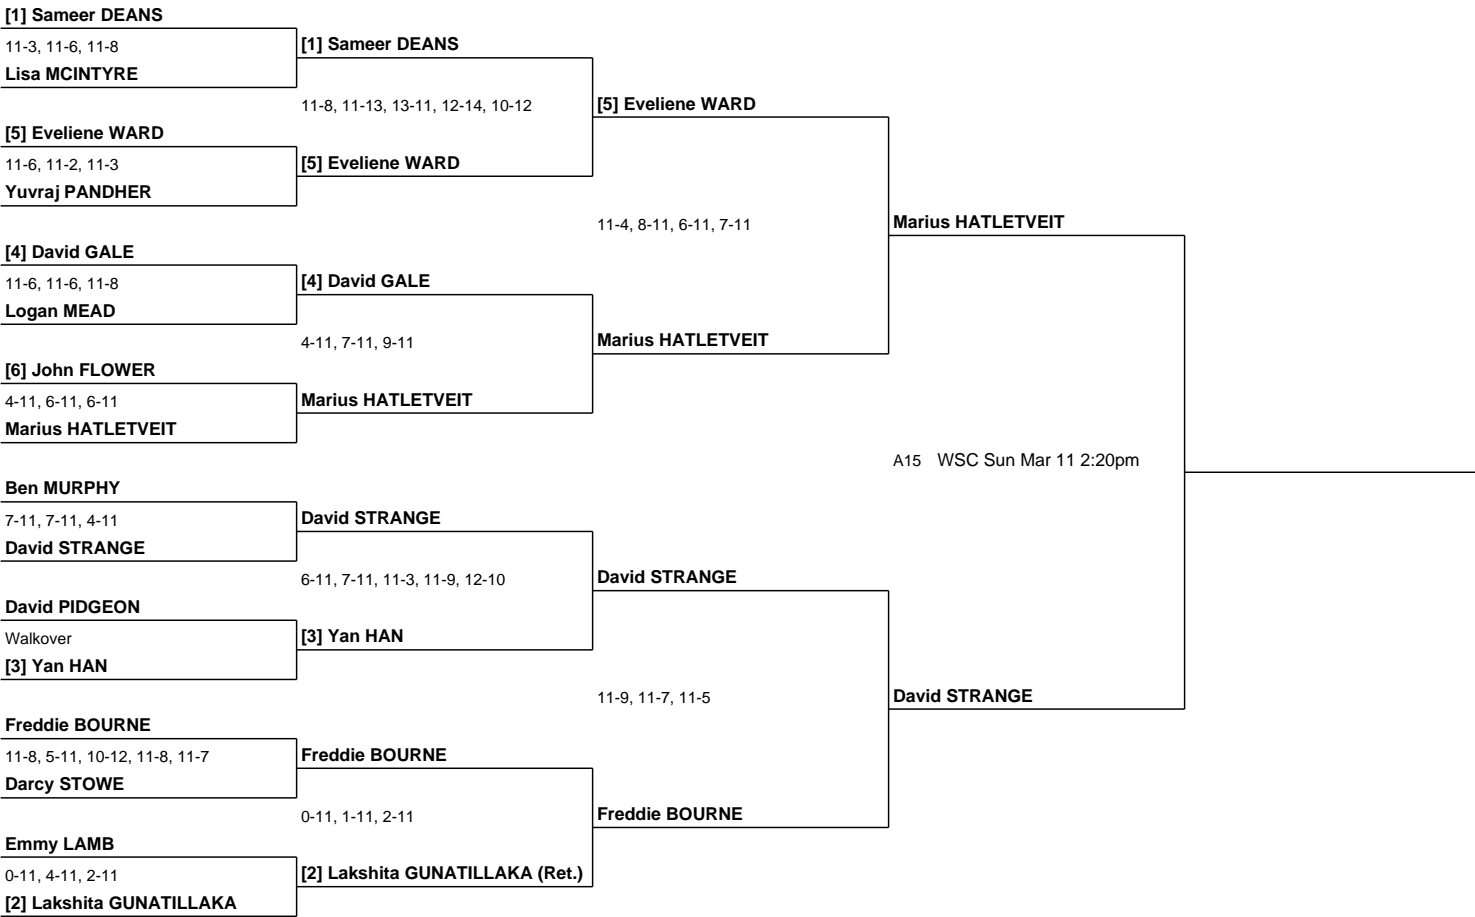 [1] Sameer DEANS
11-3, 11-6, 11-8
Lisa MCINTYRE
[5] Eveliene WARD
11-6, 11-2, 11-3
Yuvraj PANDHER
[4] David GALE
11-6, 11-6, 11-8
Logan MEAD
[6] John FLOWER
4-11, 6-11, 6-11
Marius HATLETVEIT
Ben MURPHY
7-11, 7-11, 4-11
David STRANGE
David PIDGEON
Walkover
[3] Yan HAN
Freddie BOURNE
11-8, 5-11, 10-12, 11-8, 11-7
Darcy STOWE
Emmy LAMB
0-11, 4-11, 2-11
[2] Lakshita GUNATILLAKA
[1] Sameer DEANS
11-8, 11-13, 13-11, 12-14, 10-12
[5] Eveliene WARD
[4] David GALE
4-11, 7-11, 9-11
Marius HATLETVEIT
David STRANGE
6-11, 7-11, 11-3, 11-9, 12-10
[3] Yan HAN
Freddie BOURNE
0-11, 1-11, 2-11
[2] Lakshita GUNATILLAKA (Ret.)
[5] Eveliene WARD
11-4, 8-11, 6-11, 7-11
Marius HATLETVEIT
David STRANGE
11-9, 11-7, 11-5
Freddie BOURNE
Marius HATLETVEIT
A15 WSC Sun Mar 11 2:20pm
David STRANGE